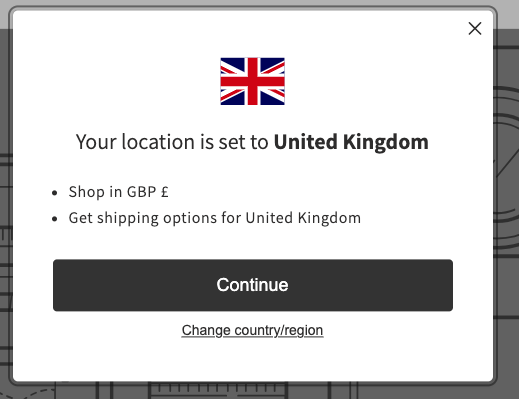 Your location is set to United Kingdom
Shop in GBP £
Get shipping options for United Kingdom
Continue
Change country/region